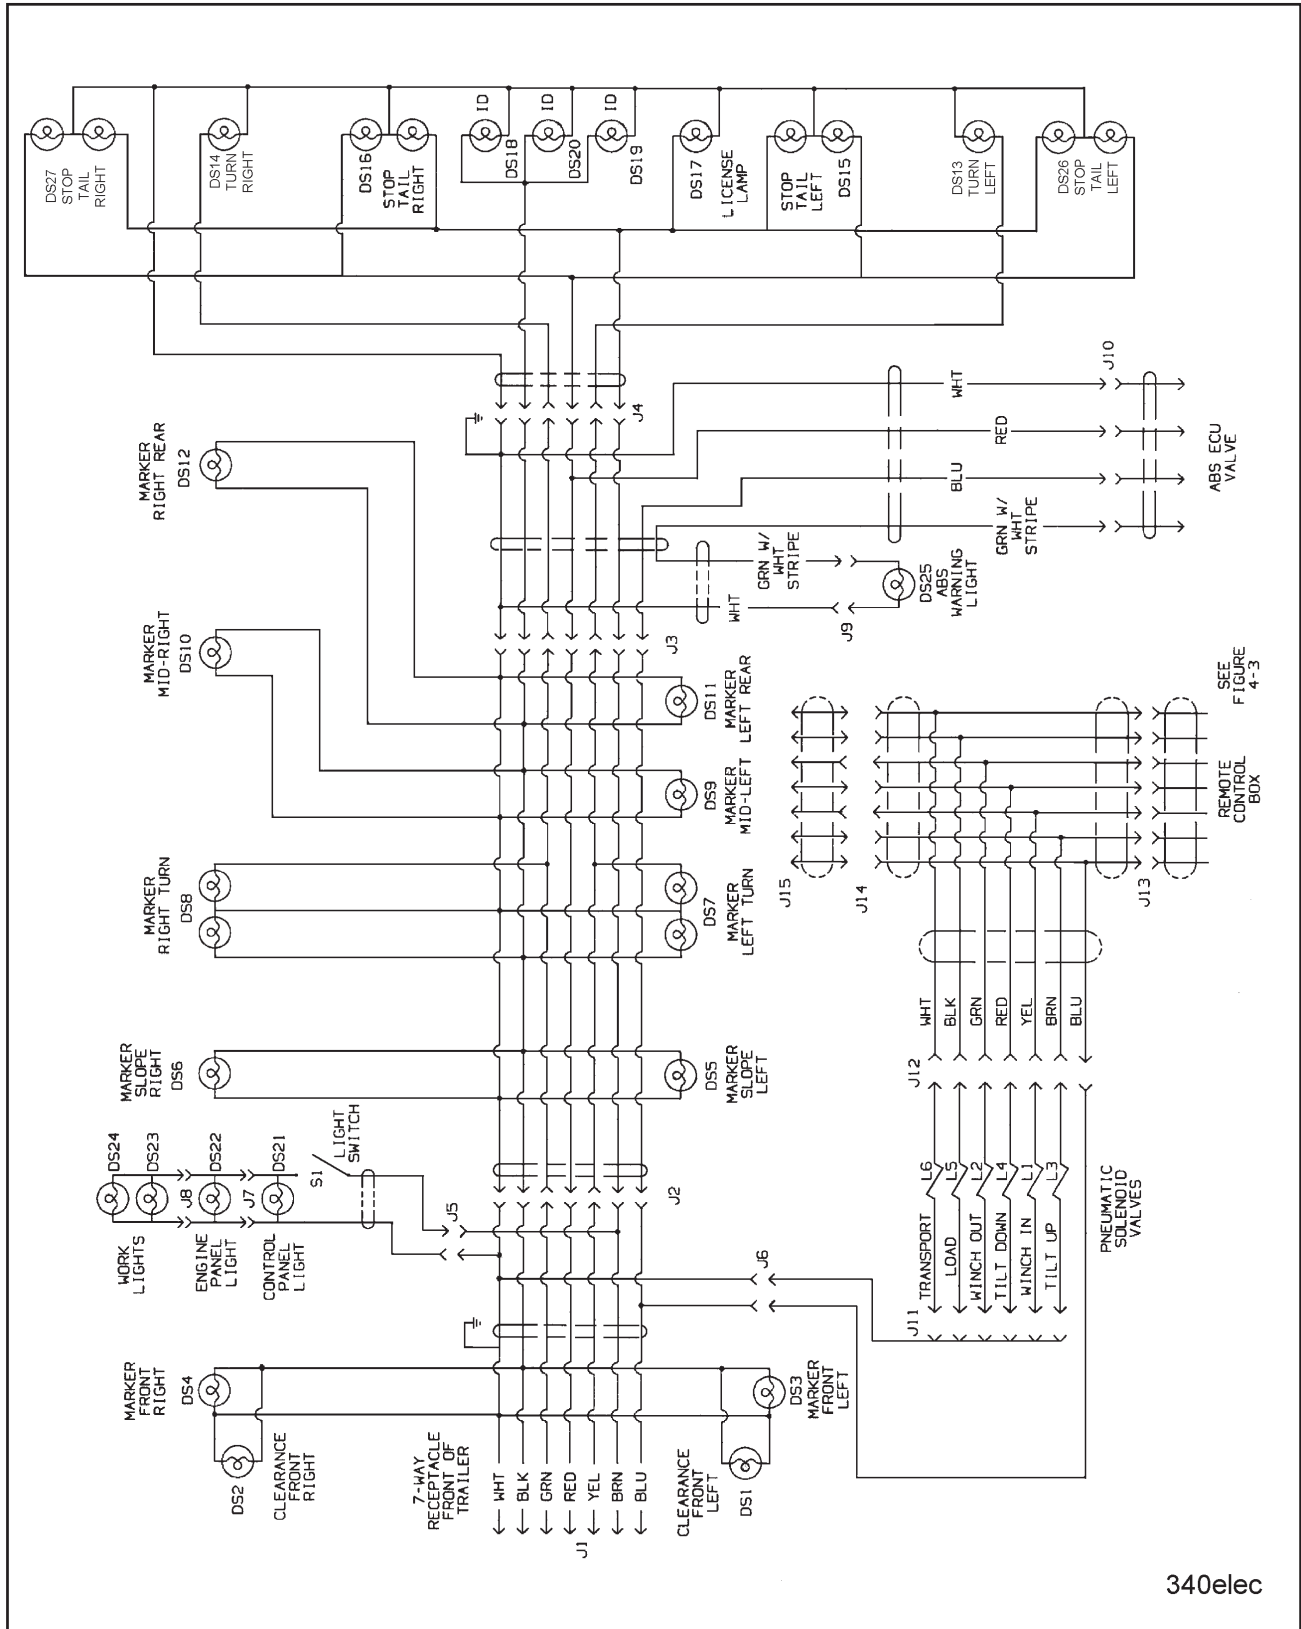 DS27
STOP
TAIL
RIGHT
DS14
TURN
RIGHT
DS16
STOP
TAIL
RIGHT
ID
DS18
ID
DS20
ID
DS19
DS17
LICENSE
LAMP
STOP
TAIL
LEFT
DS15
DS13
TURN
LEFT
DS26
STOP
TAIL
LEFT
J4
J10
WHT
RED
BLU
GRN W/
WHT
STRIPE
ABS ECU
VALVE
MARKER
RIGHT REAR
DS12
GRN W/
WHT
STRIPE
WHT
DS25
ABS
WARNING
LIGHT
J9
J3
MARKER
MID-RIGHT
DS10
DS11
MARKER
LEFT REAR
DS9
MARKER
MID-LEFT
SEE
FIGURE
4-3
REMOTE
CONTROL
BOX
J15
J14
J13
MARKER
RIGHT TURN
DS8
DS7
MARKER
LEFT TURN
WHT
BLK
GRN
RED
YEL
BRN
BLU
J12
MARKER
SLOPE
RIGHT
DS6
DS5
MARKER
SLOPE
LEFT
DS24
DS23
DS22
DS21
J8
J7
S1
LIGHT
SWITCH
WORK
LIGHTS
ENGINE
PANEL
LIGHT
CONTROL
PANEL
LIGHT
J5
J2
J6
TRANSPORT L6
LOAD L5
WINCH OUT L2
TILT DOWN L4
WINCH IN L1
TILT UP L3
PNEUMATIC
SOLENOID
VALVES
J11
MARKER
FRONT
RIGHT
DS4
DS3
MARKER
FRONT
LEFT
DS2
CLEARANCE
FRONT
RIGHT
7-WAY
RECEPTACLE
FRONT OF
TRAILER
WHT
BLK
GRN
RED
YEL
BRN
BLU
J1
CLEARANCE
FRONT
LEFT
DS1
340elec